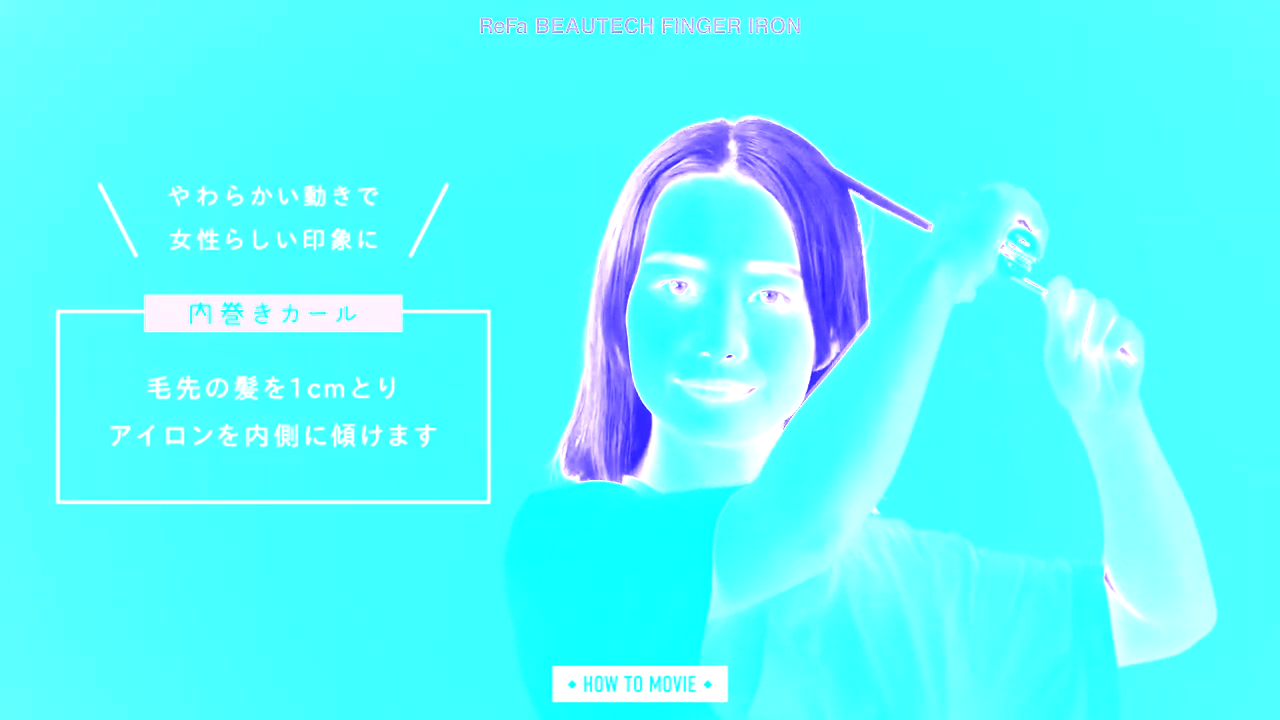 ReFa BEAUTECH FINGER IRON
やわらかい動きで
女性らしい印象に
内巻きカール
毛先の髪を1cmとり
アイロンを内側に傾けます
HOW TO MOVIE